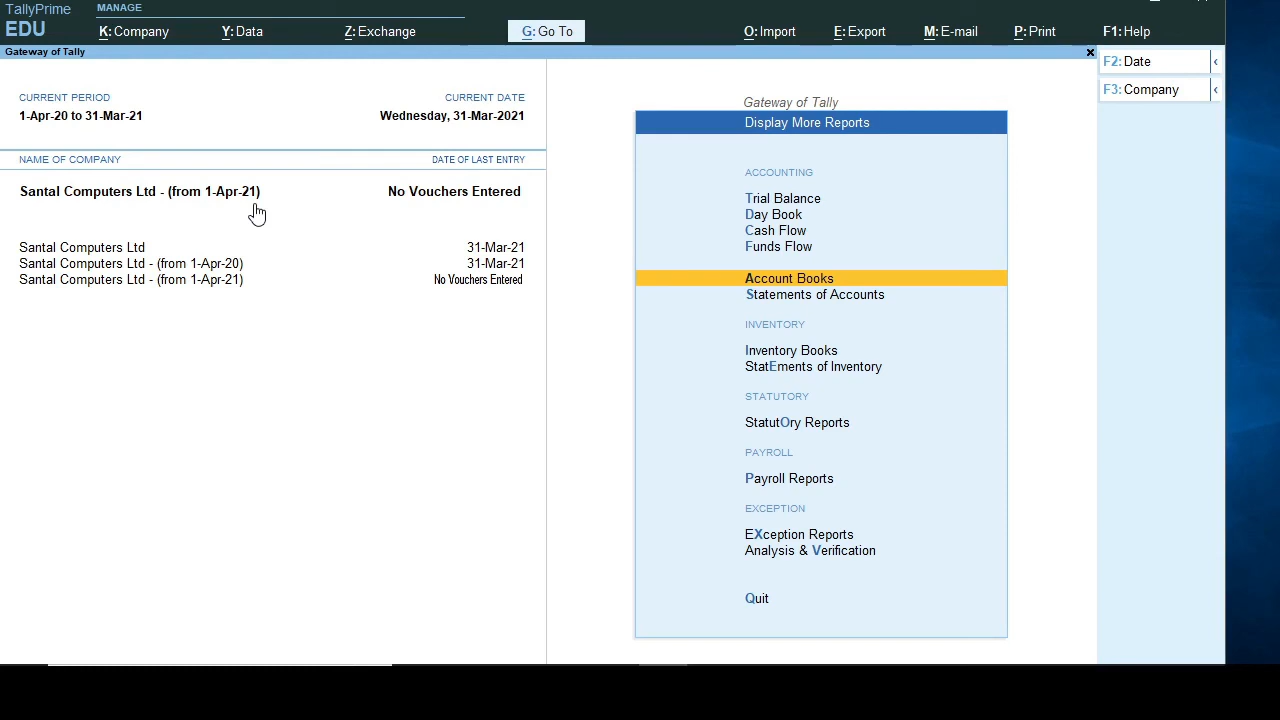 TallyPrime
EDU
MANAGE
K: Company
Y: Data
Z: Exchange
G: Go To
O: Import
E: Export
M: E-mail
P: Print
F1: Help
Gateway of Tally
F2: Date
F3: Company
CURRENT PERIOD
CURRENT DATE
1-Apr-20 to 31-Mar-21
Wednesday, 31-Mar-2021
NAME OF COMPANY
DATE OF LAST ENTRY
Santal Computers Ltd - (from 1-Apr-21)
No Vouchers Entered
Santal Computers Ltd
31-Mar-21
Santal Computers Ltd - (from 1-Apr-20)
31-Mar-21
Santal Computers Ltd - (from 1-Apr-21)
No Vouchers Entered
Gateway of Tally
Display More Reports
ACCOUNTING
Trial Balance
Day Book
Cash Flow
Funds Flow
Account Books
Statements of Accounts
INVENTORY
Inventory Books
StatEments of Inventory
STATUTORY
StatutOry Reports
PAYROLL
Payroll Reports
EXCEPTION
EXception Reports
Analysis & Verification
Quit